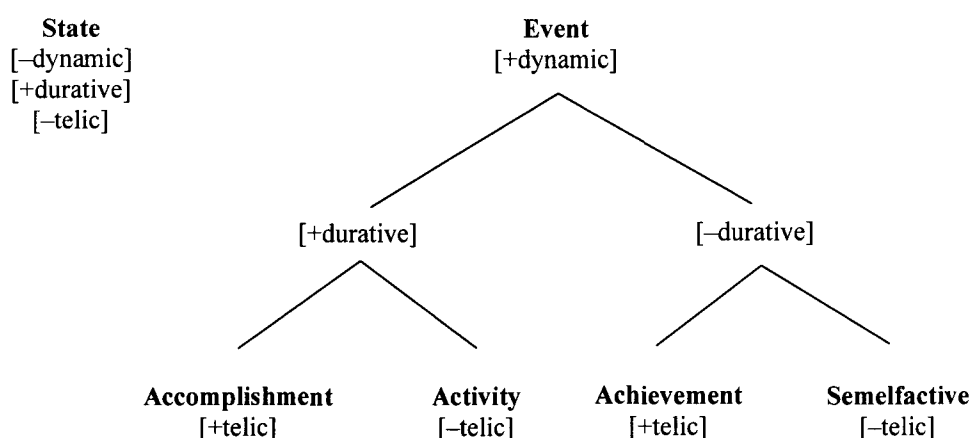 State
[–dynamic]
[+durative]
[–telic]
Event
[+dynamic]
[+durative]
[–durative]
Accomplishment
[+telic]
Activity
[–telic]
Achievement
[+telic]
Semelfactive
[–telic]